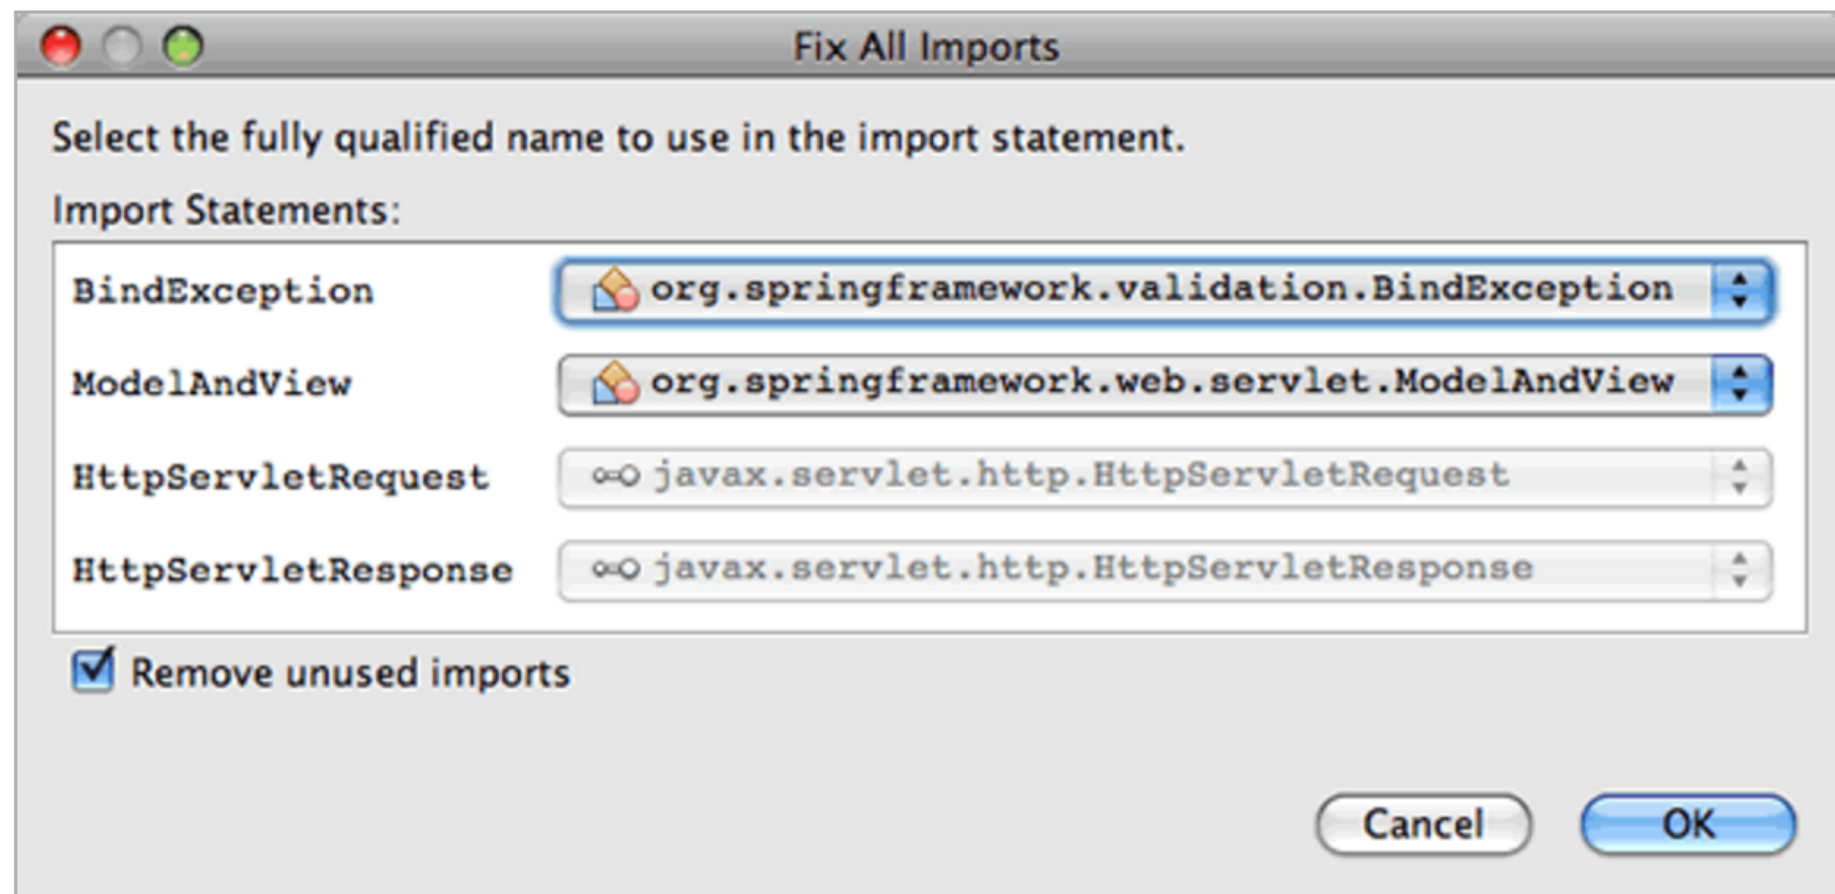 Fix All Imports
Select the fully qualified name to use in the import statement.
Import Statements:
BindException org.springframework.validation.BindException
ModelAndView org.springframework.web.servlet.ModelAndView
HttpServletRequest javax.servlet.http.HttpServletRequest
HttpServletResponse javax.servlet.http.HttpServletResponse
Remove unused imports
Cancel OK